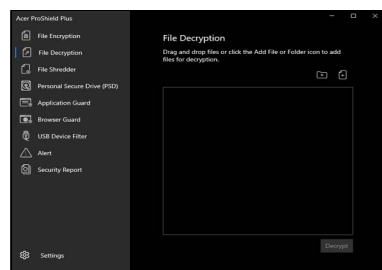 Acer ProShield Plus
File Encryption
File Decryption
File Shredder
Personal Secure Drive (PSD)
Application Guard
Browser Guard
USB Device Filter
Alert
Security Report
Settings
File Decryption
Drag and drop files or click the Add File or Folder icon to add
files for decryption.
Decrypt